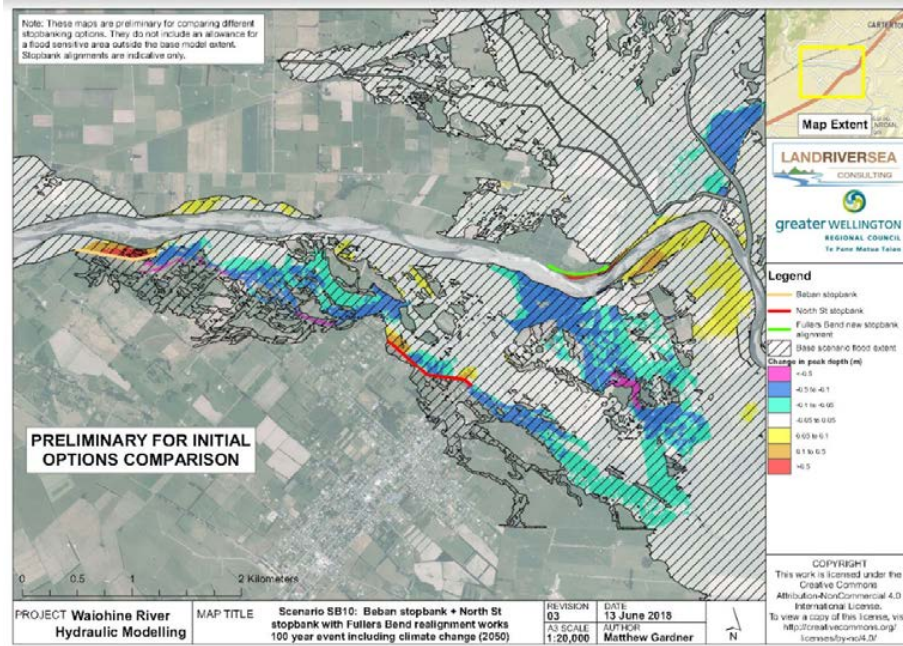 Note: These maps are preliminary for comparing different
stopbanking options. They do not include an allowance for
a flood sensitive area outside the base model extent.
Stopbank alignments are indicative only.
Map Extent
LANDRIVERSEA
CONSULTING
greater WELLINGTON
REGIONAL COUNCIL
Te Pane Matua Taiao
Legend
Beban stopbank
North St stopbank
Fullers Bend new stopbank
alignment
Base scenario flood extent
Change in peak depth (m)
<-0.5
-0.5 to -0.1
-0.1 to -0.05
-0.05 to 0.05
0.05 to 0.1
0.1 to 0.5
>0.5
PRELIMINARY FOR INITIAL
OPTIONS COMPARISON
0 0.5 1 2 Kilometers
PROJECT Waiohine River
Hydraulic Modelling
MAP TITLE
Scenario SB10: Beban stopbank + North St
stopbank with Fullers Bend realignment works
100 year event including climate change (2050)
REVISION
03
DATE
13 June 2018
A3 SCALE
1:20,000
AUTHOR
Matthew Gardner
N
COPYRIGHT
This work is licensed under the
Creative Commons
Attribution-NonCommercial 4.0
International License.
To view a copy of this license, vis
http://creativecommons.org/
licenses/by-nc/4.0/